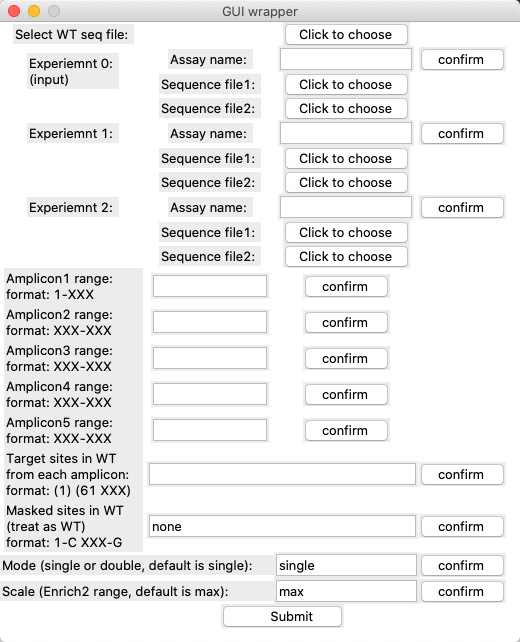 GUI wrapper
Select WT seq file: Click to choose
Experiemnt 0: Assay name: confirm
(input)
Sequence file1: Click to choose
Sequence file2: Click to choose
Experiemnt 1: Assay name: confirm
Sequence file1: Click to choose
Sequence file2: Click to choose
Experiemnt 2: Assay name: confirm
Sequence file1: Click to choose
Sequence file2: Click to choose
Amplicon1 range:
format: 1-XXX
confirm
Amplicon2 range:
format: XXX-XXX
confirm
Amplicon3 range:
format: XXX-XXX
confirm
Amplicon4 range:
format: XXX-XXX
confirm
Amplicon5 range:
format: XXX-XXX
confirm
Target sites in WT
from each amplicon:
format: (1) (61 XXX)
confirm
Masked sites in WT
(treat as WT)
format: 1-C XXX-G
none confirm
Mode (single or double, default is single): single confirm
Scale (Enrich2 range, default is max): max confirm
Submit